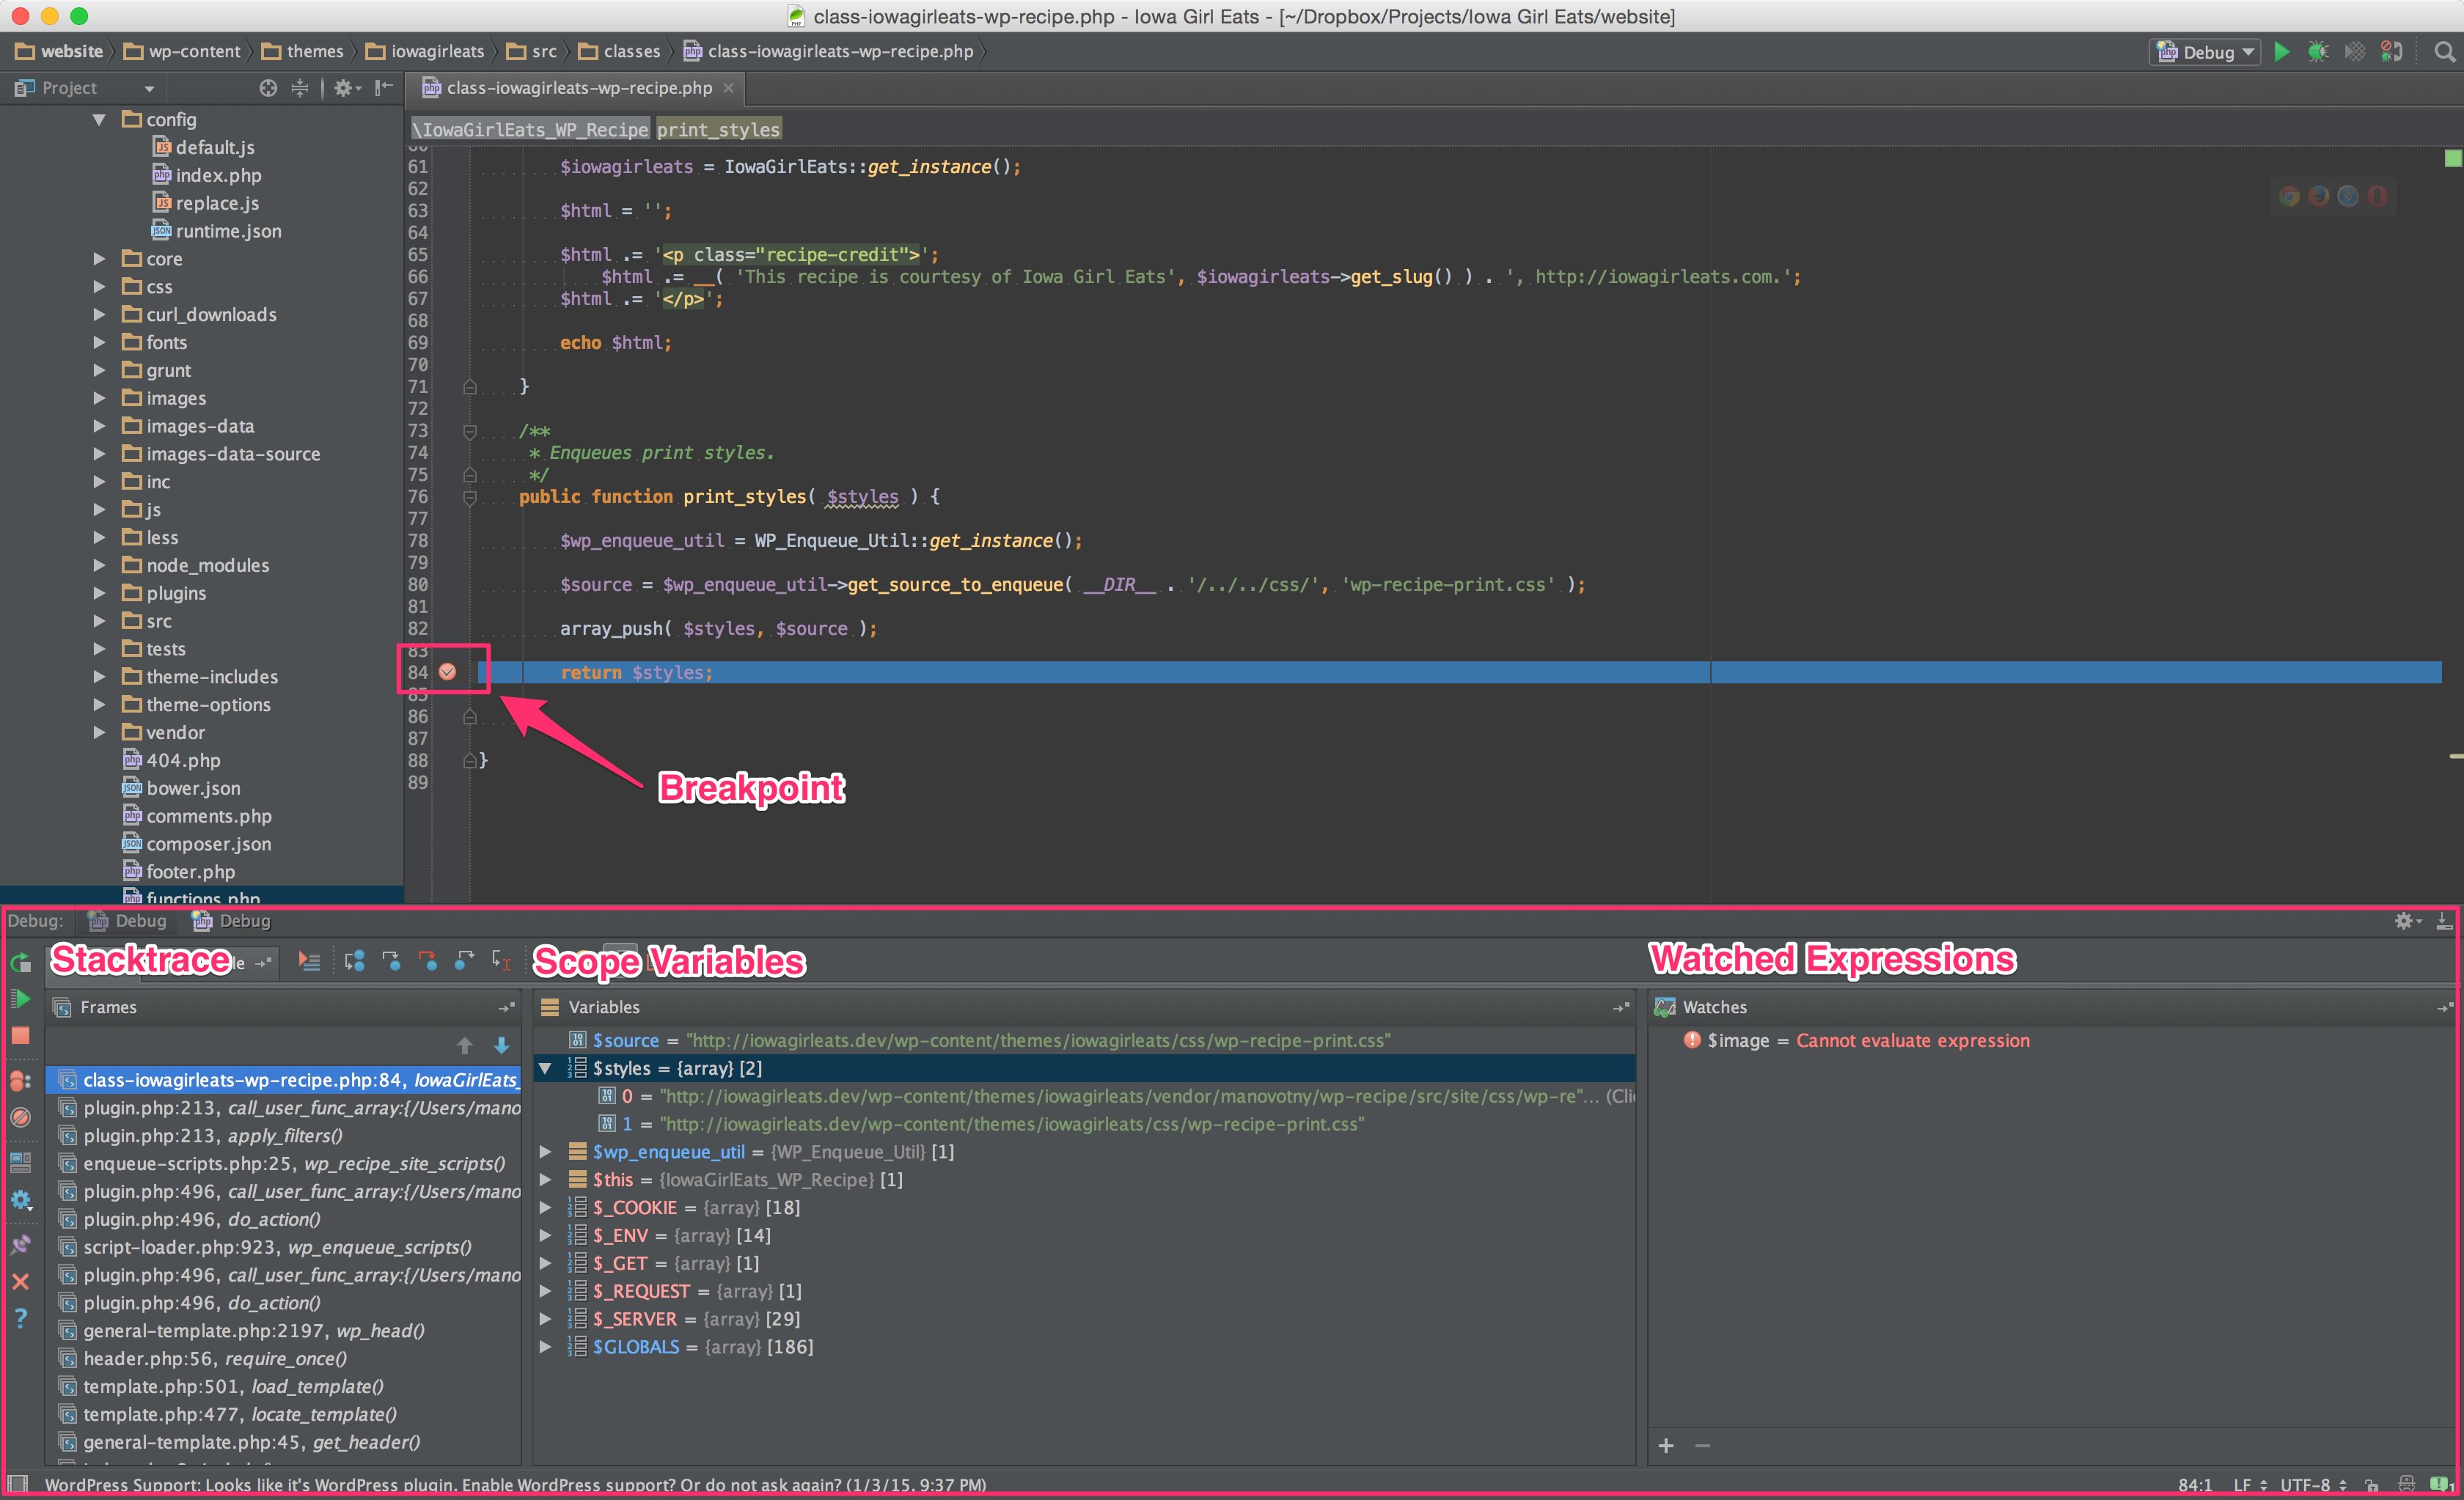 class-iowagirleats-wp-recipe.php - Iowa Girl Eats - [~/Dropbox/Projects/Iowa Girl Eats/website]
website wp-content themes iowagirleats src classes class-iowagirleats-wp-recipe.php Debug
Project class-iowagirleats-wp-recipe.php
\IowaGirlEats_WP_Recipe print_styles
config
default.js
index.php
replace.js
runtime.json
core
css
curl_downloads
fonts
grunt
images
images-data
images-data-source
inc
js
less
node_modules
plugins
src
tests
theme-includes
theme-options
vendor
404.php
bower.json
comments.php
composer.json
footer.php
functions.php
60
61 $iowagirleats = IowaGirlEats::get_instance();
62
63 $html = '';
64
65 $html .= '<p class="recipe-credit">';
66 $html .= __( 'This recipe is courtesy of Iowa Girl Eats', $iowagirleats->get_slug() ) . ', http://iowagirleats.com.';
67 $html .= '</p>';
68
69 echo $html;
70
71 }
72
73 /**
74 * Enqueues print styles.
75 */
76 public function print_styles( $styles ) {
77
78 $wp_enqueue_util = WP_Enqueue_Util::get_instance();
79
80 $source = $wp_enqueue_util->get_source_to_enqueue( __DIR__ . '/../../css/', 'wp-recipe-print.css' );
81
82 array_push( $styles, $source );
83
84 return $styles;
85
86
87
88 }
89
Breakpoint
Debug: Debug Debug
Stacktrace le Scope Variables Watched Expressions
Frames
class-iowagirleats-wp-recipe.php:84, IowaGirlEats_
plugin.php:213, call_user_func_array:{/Users/mano
plugin.php:213, apply_filters()
enqueue-scripts.php:25, wp_recipe_site_scripts()
plugin.php:496, call_user_func_array:{/Users/mano
plugin.php:496, do_action()
script-loader.php:923, wp_enqueue_scripts()
plugin.php:496, call_user_func_array:{/Users/mano
plugin.php:496, do_action()
general-template.php:2197, wp_head()
header.php:56, require_once()
template.php:501, load_template()
template.php:477, locate_template()
general-template.php:45, get_header()
Variables
$source = "http://iowagirleats.dev/wp-content/themes/iowagirleats/css/wp-recipe-print.css"
$styles = {array} [2]
0 = "http://iowagirleats.dev/wp-content/themes/iowagirleats/vendor/manovotny/wp-recipe/src/site/css/wp-re"... (Clic
1 = "http://iowagirleats.dev/wp-content/themes/iowagirleats/css/wp-recipe-print.css"
$wp_enqueue_util = {WP_Enqueue_Util} [1]
$this = {IowaGirlEats_WP_Recipe} [1]
$_COOKIE = {array} [18]
$_ENV = {array} [14]
$_GET = {array} [1]
$_REQUEST = {array} [1]
$_SERVER = {array} [29]
$GLOBALS = {array} [186]
Watches
$image = Cannot evaluate expression
WordPress Support: Looks like it's WordPress plugin. Enable WordPress support? Or do not ask again? (1/3/15, 9:37 PM) 84:1 LF UTF-8